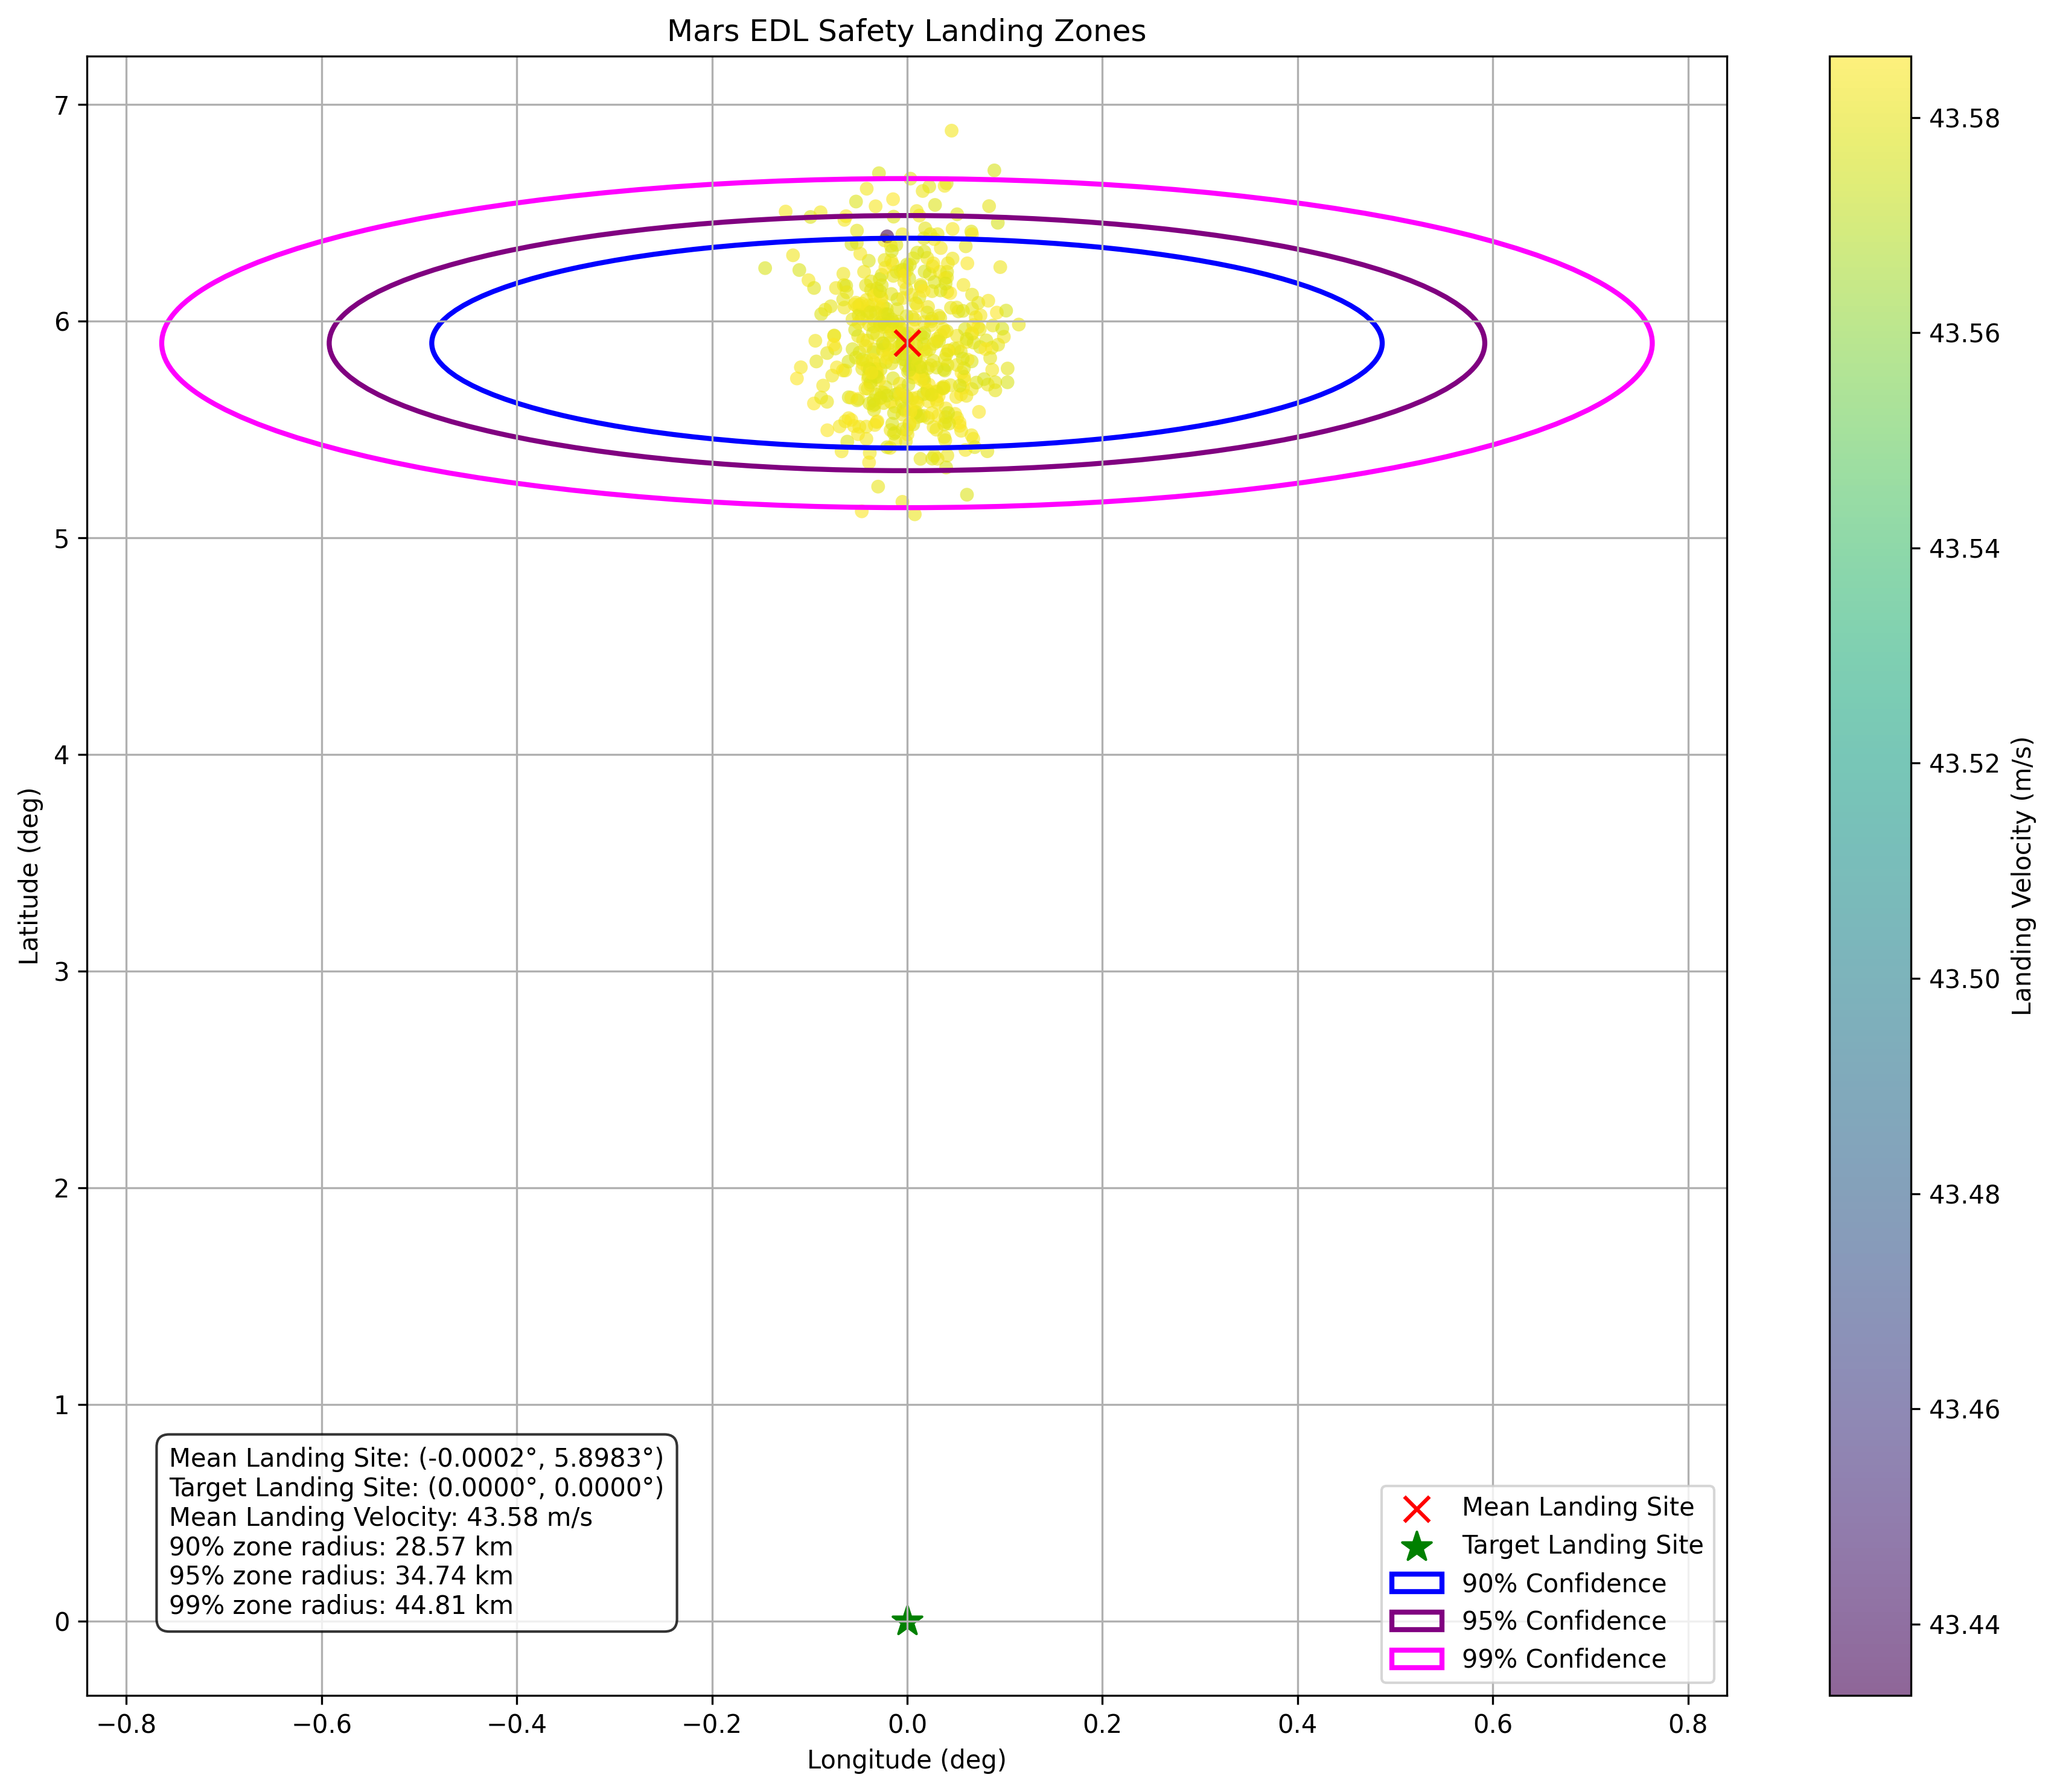 Mars EDL Safety Landing Zones
7
6
5
4
3
2
1
0
Latitude (deg)
−0.8
−0.6
−0.4
−0.2
0.0
0.2
0.4
0.6
0.8
Longitude (deg)
Mean Landing Site: (-0.0002°, 5.8983°)
Target Landing Site: (0.0000°, 0.0000°)
Mean Landing Velocity: 43.58 m/s
90% zone radius: 28.57 km
95% zone radius: 34.74 km
99% zone radius: 44.81 km
Mean Landing Site
Target Landing Site
90% Confidence
95% Confidence
99% Confidence
43.58
43.56
43.54
43.52
43.50
43.48
43.46
43.44
Landing Velocity (m/s)